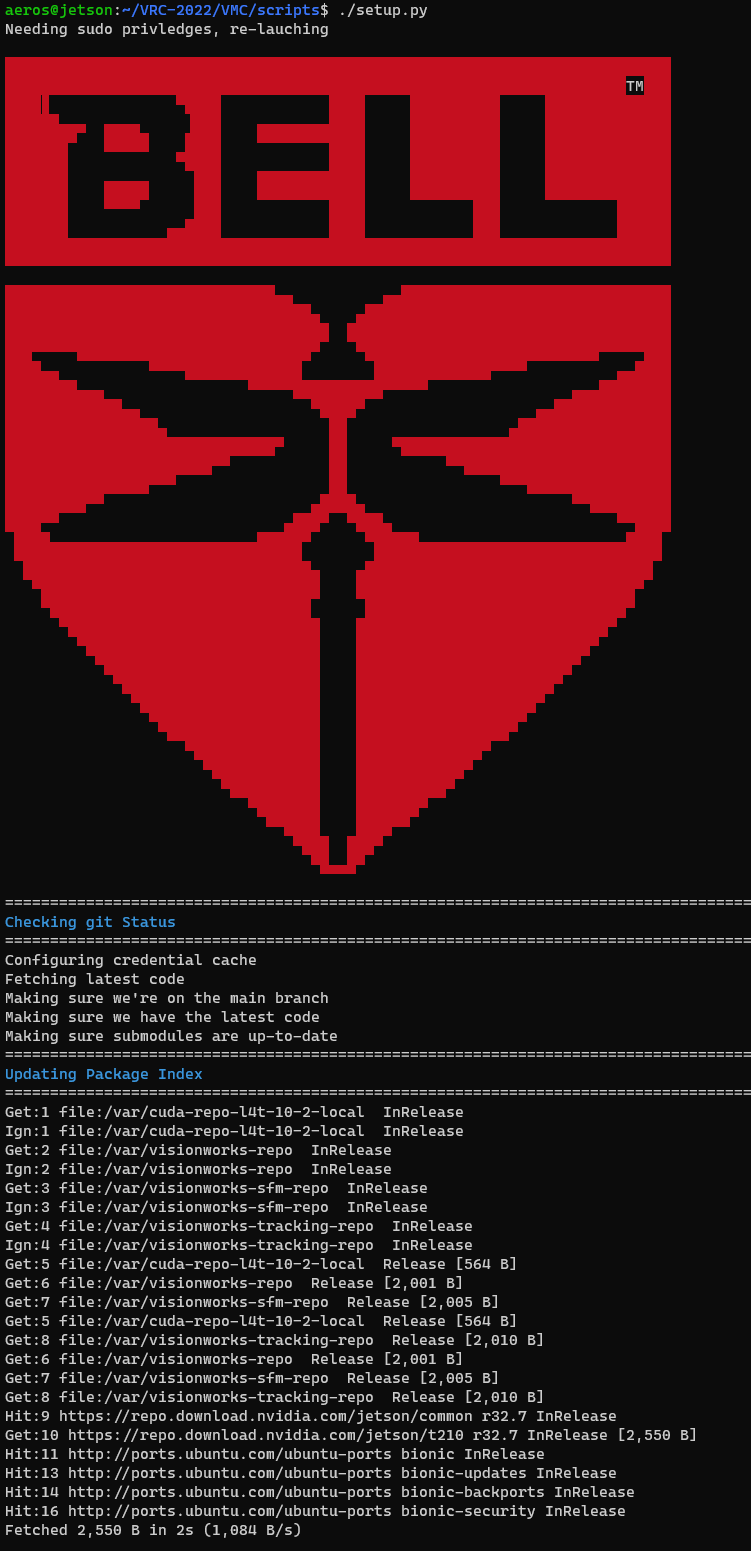 aeros@jetson:~/VRC-2022/VMC/scripts$ ./setup.py
Needing sudo privledges, re-lauching
TM
BELL
================================================================================
Checking git Status
================================================================================
Configuring credential cache
Fetching latest code
Making sure we're on the main branch
Making sure we have the latest code
Making sure submodules are up-to-date
================================================================================
Updating Package Index
================================================================================
Get:1 file:/var/cuda-repo-l4t-10-2-local  InRelease
Ign:1 file:/var/cuda-repo-l4t-10-2-local  InRelease
Get:2 file:/var/visionworks-repo  InRelease
Ign:2 file:/var/visionworks-repo  InRelease
Get:3 file:/var/visionworks-sfm-repo  InRelease
Ign:3 file:/var/visionworks-sfm-repo  InRelease
Get:4 file:/var/visionworks-tracking-repo  InRelease
Ign:4 file:/var/visionworks-tracking-repo  InRelease
Get:5 file:/var/cuda-repo-l4t-10-2-local  Release [564 B]
Get:6 file:/var/visionworks-repo  Release [2,001 B]
Get:7 file:/var/visionworks-sfm-repo  Release [2,005 B]
Get:5 file:/var/cuda-repo-l4t-10-2-local  Release [564 B]
Get:8 file:/var/visionworks-tracking-repo  Release [2,010 B]
Get:6 file:/var/visionworks-repo  Release [2,001 B]
Get:7 file:/var/visionworks-sfm-repo  Release [2,005 B]
Get:8 file:/var/visionworks-tracking-repo  Release [2,010 B]
Hit:9 https://repo.download.nvidia.com/jetson/common r32.7 InRelease
Get:10 https://repo.download.nvidia.com/jetson/t210 r32.7 InRelease [2,550 B]
Hit:11 http://ports.ubuntu.com/ubuntu-ports bionic InRelease
Hit:13 http://ports.ubuntu.com/ubuntu-ports bionic-updates InRelease
Hit:14 http://ports.ubuntu.com/ubuntu-ports bionic-backports InRelease
Hit:16 http://ports.ubuntu.com/ubuntu-ports bionic-security InRelease
Fetched 2,550 B in 2s (1,084 B/s)